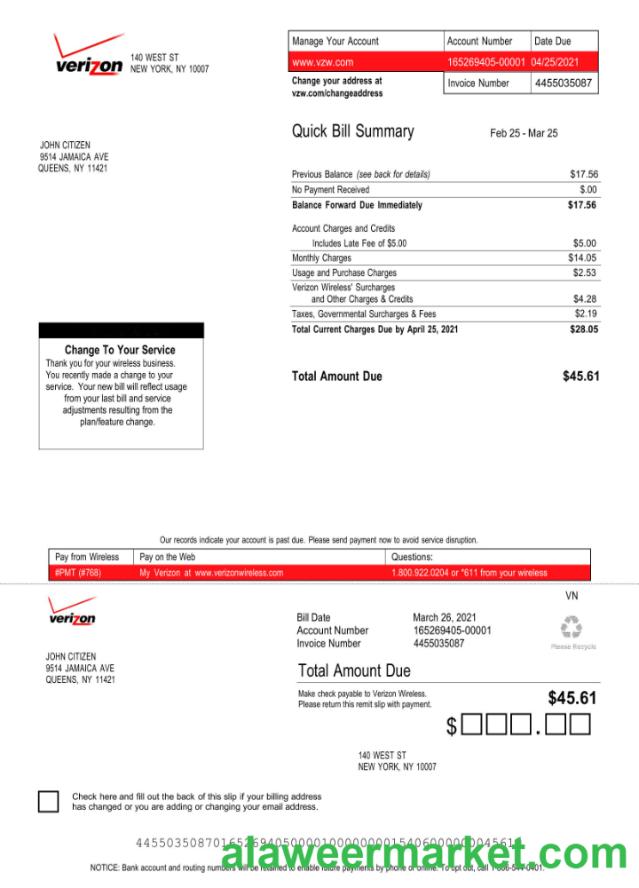 verizon
140 WEST ST
NEW YORK, NY 10007
Manage Your Account Account Number Date Due
www.vzw.com 165269405-00001 04/25/2021
Change your address at
vzw.com/changeaddress
Invoice Number 4455035087
JOHN CITIZEN
9514 JAMAICA AVE
QUEENS, NY 11421
Quick Bill Summary Feb 25 - Mar 25
Previous Balance (see back for details) $17.56
No Payment Received $.00
Balance Forward Due Immediately $17.56
Account Charges and Credits
Includes Late Fee of $5.00 $5.00
Monthly Charges $14.05
Usage and Purchase Charges $2.53
Verizon Wireless' Surcharges
and Other Charges & Credits $4.28
Taxes, Governmental Surcharges & Fees $2.19
Total Current Charges Due by April 25, 2021 $28.05
Change To Your Service
Thank you for your wireless business.
You recently made a change to your
service. Your new bill will reflect usage
from your last bill and service
adjustments resulting from the
plan/feature change.
Total Amount Due $45.61
Our records indicate your account is past due. Please send payment now to avoid service disruption.
Pay from Wireless Pay on the Web Questions:
#PMT (#768) My Verizon at www.verizonwireless.com 1.800.922.0204 or *611 from your wireless
VN
verizon
Bill Date March 26, 2021
Account Number 165269405-00001
Invoice Number 4455035087
Please Recycle
JOHN CITIZEN
9514 JAMAICA AVE
QUEENS, NY 11421
Total Amount Due
Make check payable to Verizon Wireless.
Please return this remit slip with payment.
$45.61
$ .
140 WEST ST
NEW YORK, NY 10007
Check here and fill out the back of this slip if your billing address
has changed or you are adding or changing your email address.
alaweermarket.com
NOTICE: Bank account and routing numbers will be retained to enable future payments by phone or online. To opt out, call